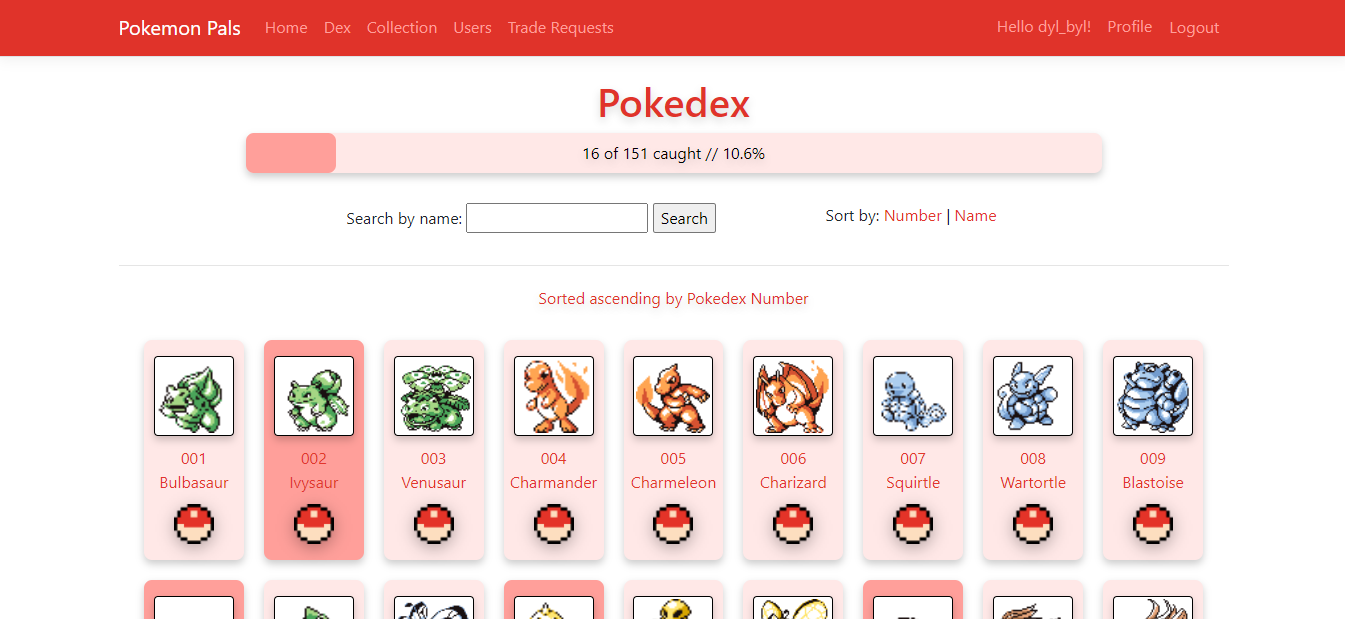 Pokemon Pals Home Dex Collection Users Trade Requests Hello dyl_byl! Profile Logout
Pokedex
16 of 151 caught // 10.6%
Search by name: Search Sort by: Number | Name
Sorted ascending by Pokedex Number
001 002 003 004 005 006 007 008 009
Bulbasaur Ivysaur Venusaur Charmander Charmeleon Charizard Squirtle Wartortle Blastoise